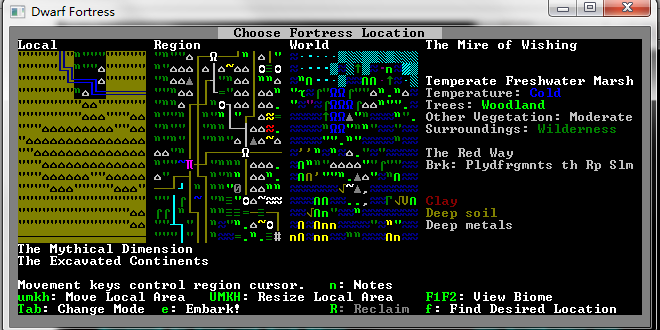 Dwarf Fortress
Choose Fortress Location
Local Region World The Mire of Wishing
Temperate Freshwater Marsh
Temperature: Cold
Trees: Woodland
Other Vegetation: Moderate
Surroundings: Wilderness
The Red Way
Brk: Plydfrgmnts th Rp Slm
Clay
Deep soil
Deep metals
The Mythical Dimension
The Excavated Continents
Movement keys control region cursor. n: Notes
umkh: Move Local Area UMKH: Resize Local Area F1F2: View Biome
Tab: Change Mode e: Embark! R: Reclaim f: Find Desired Location